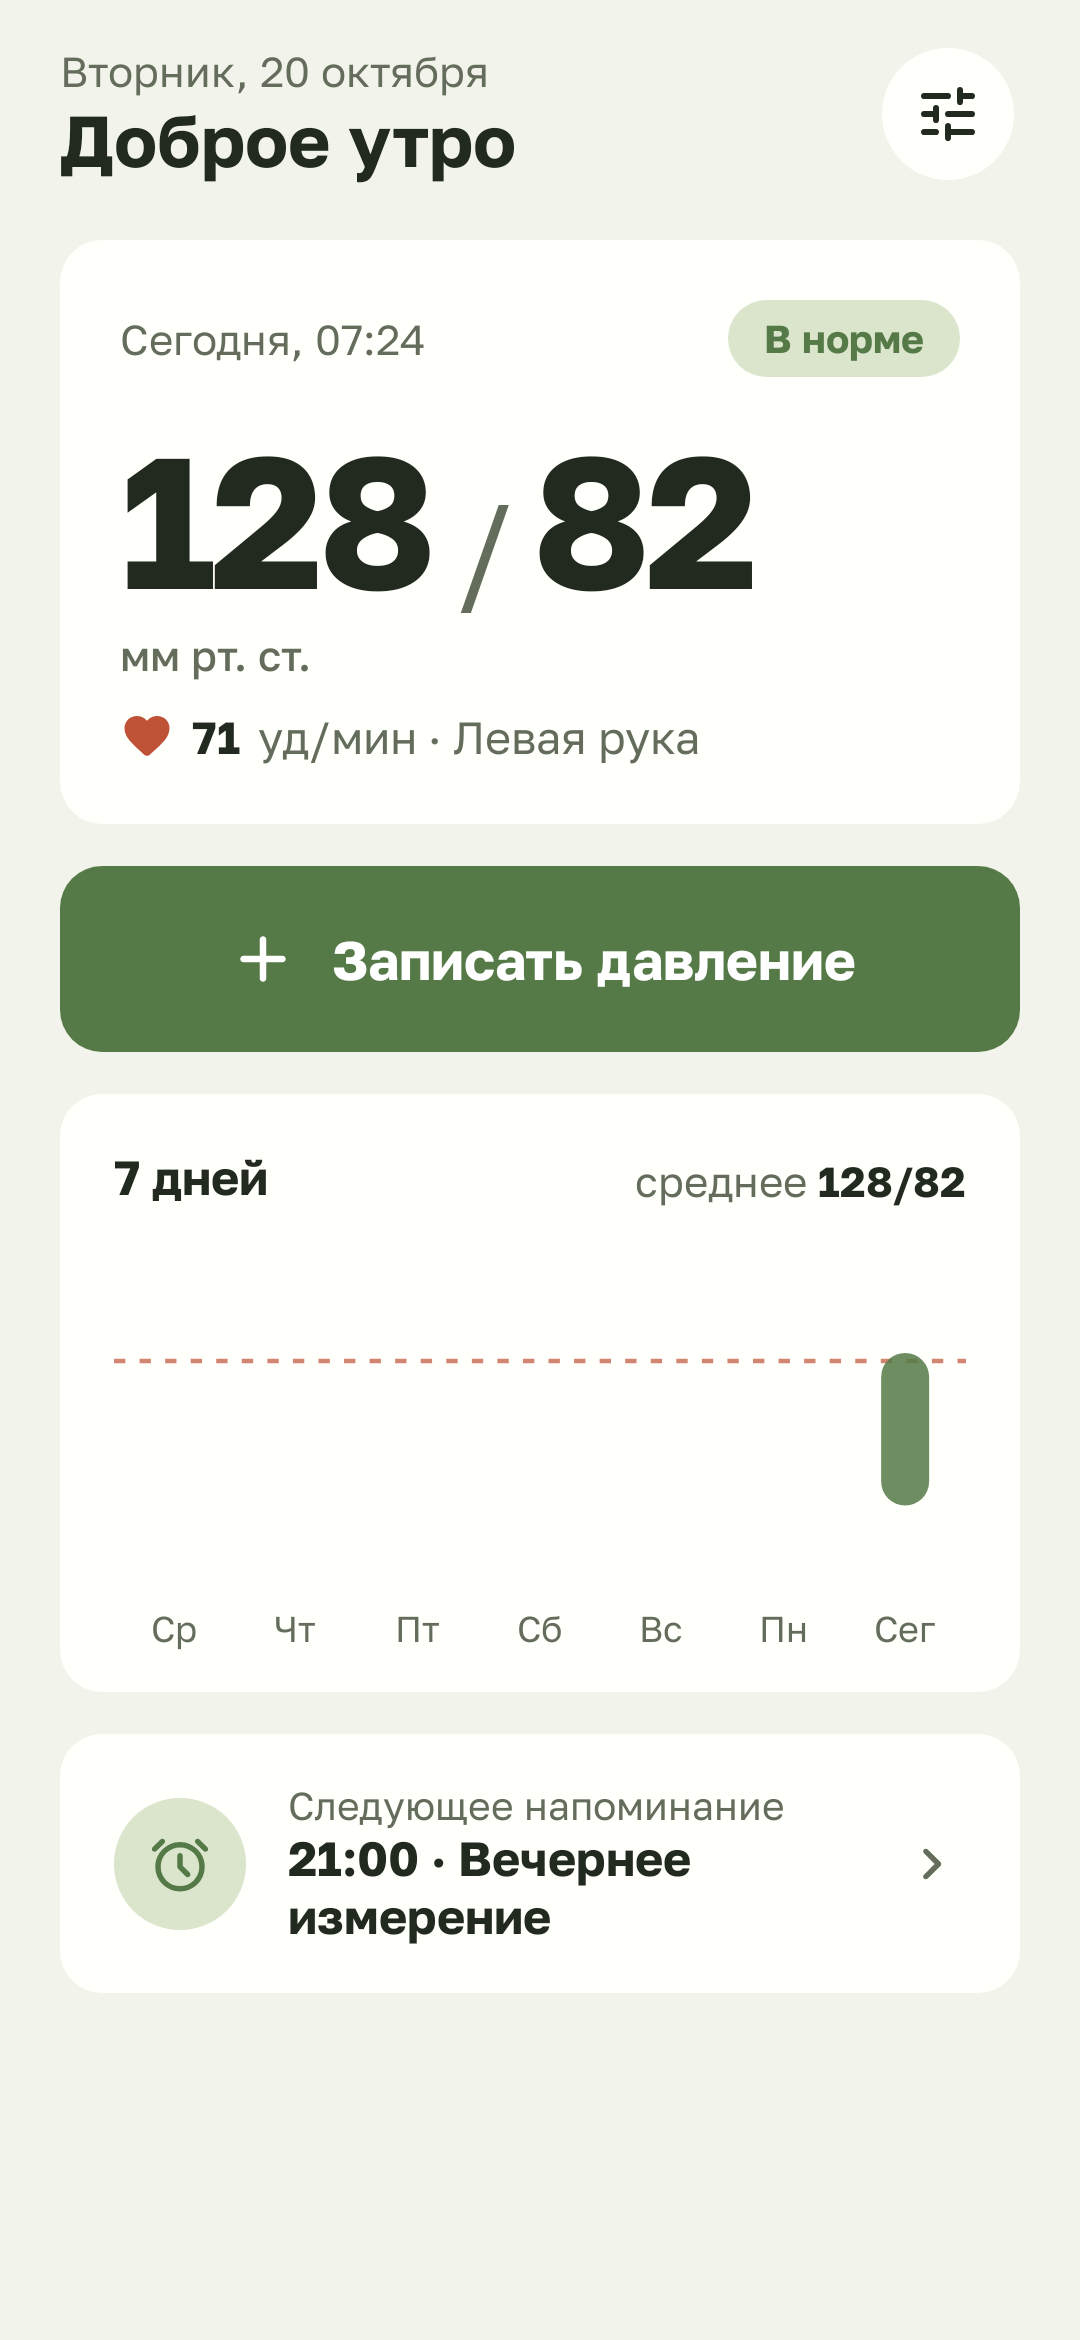 Вторник, 20 октября
Доброе утро
Сегодня, 07:24
В норме
128 / 82
мм рт. ст.
71 уд/мин · Левая рука
Записать давление
7 дней
среднее 128/82
Ср Чт Пт Сб Вс Пн Сег
Следующее напоминание
21:00 · Вечернее
измерение